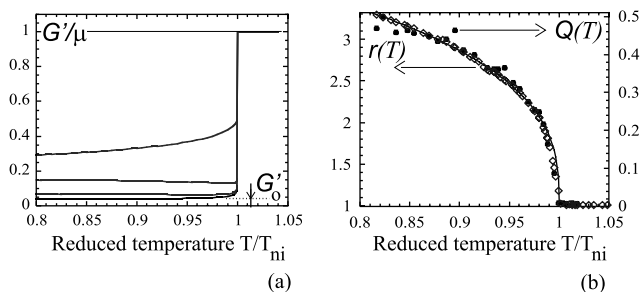 G'/μ
1
0.8
0.6
0.4
0.2
0
G'o
0.8 0.85 0.9 0.95 1 1.05
Reduced temperature T/Tni
(a)
3
2.5
2
1.5
1
r(T)
Q(T)
0.5
0.4
0.3
0.2
0.1
0
0.8 0.85 0.9 0.95 1 1.05
Reduced temperature T/Tni
(b)